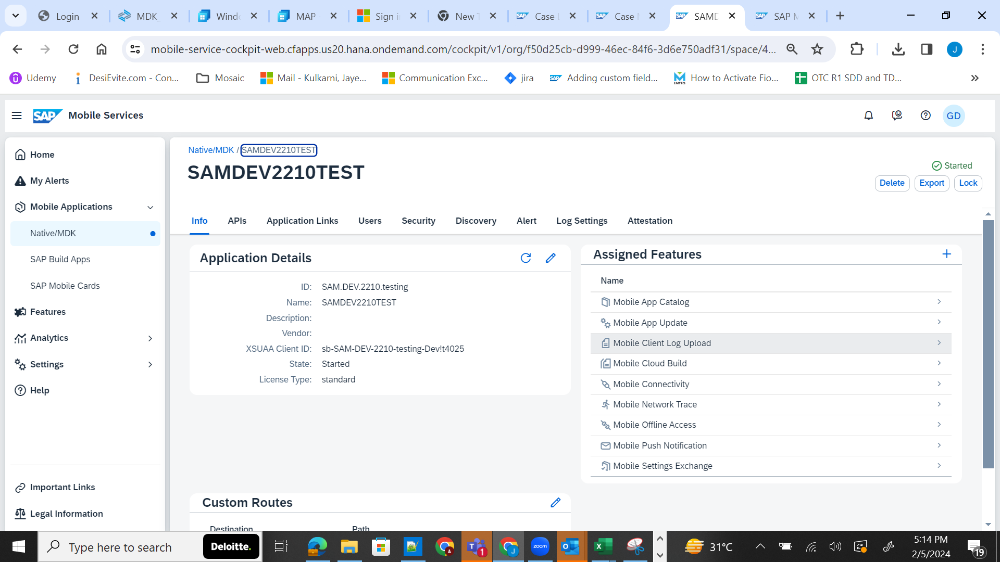 Login
MDK_
Wind
MAP
Sign i
New T
Case
Case
SAMD
SAP M
mobile-service-cockpit-web.cfapps.us20.hana.ondemand.com/cockpit/v1/org/f50d25cb-d999-46ec-84f6-3d6e750adf31/space/4...
J
Udemy
DesiEvite.com - Con...
Mosaic
Mail - Kulkarni, Jaye...
Communication Exc...
jira
SAP
Adding custom field...
LMTEQ
How to Activate Fio...
OTC R1 SDD and TD...
SAP
Mobile Services
GD
Home
My Alerts
Mobile Applications
Native/MDK
SAP Build Apps
SAP Mobile Cards
Features
Analytics
Settings
Help
Important Links
Legal Information
Native/MDK / SAMDEV2210TEST
SAMDEV2210TEST
Started
Delete
Export
Lock
Info
APIs
Application Links
Users
Security
Discovery
Alert
Log Settings
Attestation
Application Details
ID: SAM.DEV.2210.testing
Name: SAMDEV2210TEST
Description:
Vendor:
XSUAA Client ID: sb-SAM-DEV-2210-testing-Dev!t4025
State: Started
License Type: standard
Assigned Features
Name
Mobile App Catalog
Mobile App Update
Mobile Client Log Upload
Mobile Cloud Build
Mobile Connectivity
Mobile Network Trace
Mobile Offline Access
Mobile Push Notification
Mobile Settings Exchange
Custom Routes
Destination
Path
Type here to search
Deloitte.
1
J
zoom
31°C
5:14 PM
2/5/2024
19